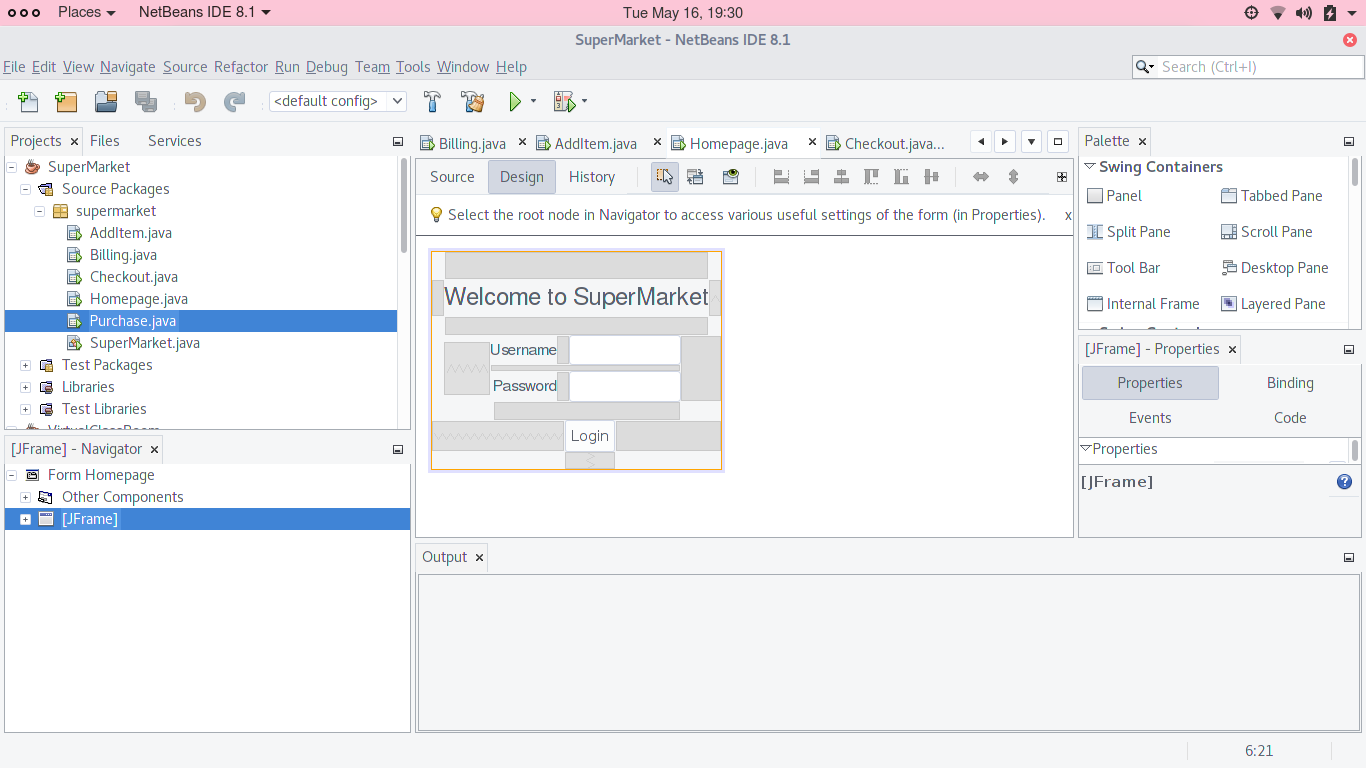 Places NetBeans IDE 8.1 Tue May 16, 19:30
SuperMarket - NetBeans IDE 8.1
File Edit View Navigate Source Refactor Run Debug Team Tools Window Help Search (Ctrl+I)
<default config>
Projects Files Services
SuperMarket
Source Packages
supermarket
AddItem.java
Billing.java
Checkout.java
Homepage.java
Purchase.java
SuperMarket.java
Test Packages
Libraries
Test Libraries
[JFrame] - Navigator
Form Homepage
Other Components
[JFrame]
Billing.java AddItem.java Homepage.java Checkout.java...
Source Design History
Select the root node in Navigator to access various useful settings of the form (in Properties). x
Welcome to SuperMarket
Username
Password
Login
Output
Palette
Swing Containers
Panel Tabbed Pane
Split Pane Scroll Pane
Tool Bar Desktop Pane
Internal Frame Layered Pane
[JFrame] - Properties
Properties Binding
Events Code
Properties
[JFrame]
6:21